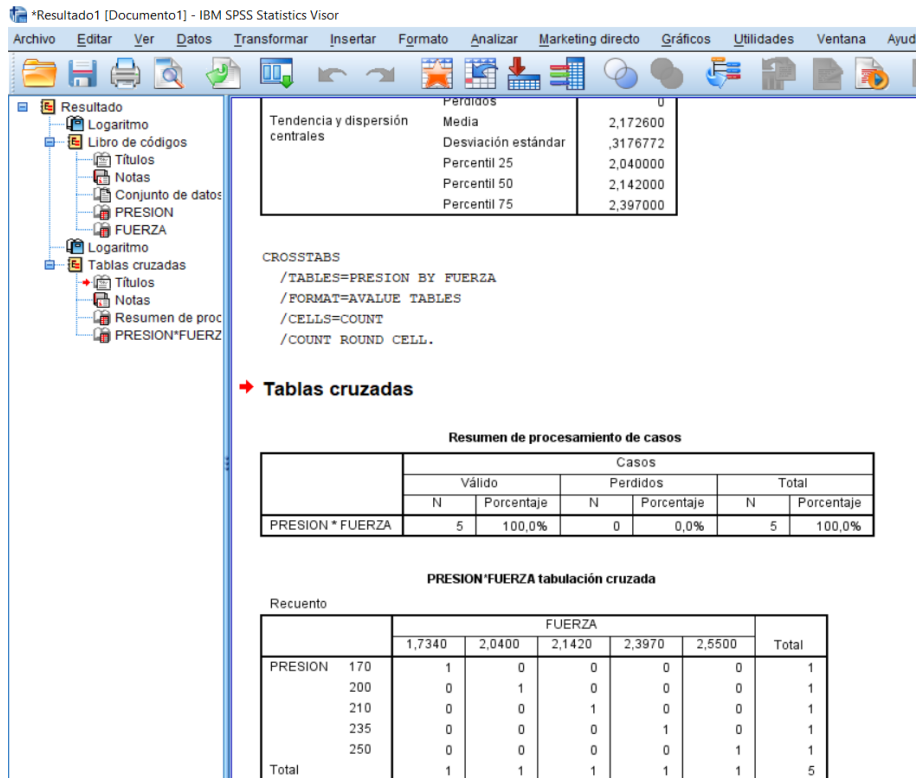 *Resultado1 [Documento1] - IBM SPSS Statistics Visor
Archivo Editar Ver Datos Transformar Insertar Formato Analizar Marketing directo Gráficos Utilidades Ventana Ayud
Resultado
Logaritmo
Libro de códigos
Títulos
Notas
Conjunto de datos
PRESION
FUERZA
Logaritmo
Tablas cruzadas
Títulos
Notas
Resumen de proc
PRESION*FUERZ
Perdidos 0
Tendencia y dispersión centrales Media 2,172600
Desviación estándar ,3176772
Percentil 25 2,040000
Percentil 50 2,142000
Percentil 75 2,397000
CROSSTABS
/TABLES=PRESION BY FUERZA
/FORMAT=AVALUE TABLES
/CELLS=COUNT
/COUNT ROUND CELL.
Tablas cruzadas
Resumen de procesamiento de casos
Casos
Válido Perdidos Total
N Porcentaje N Porcentaje N Porcentaje
PRESION * FUERZA 5 100,0% 0 0,0% 5 100,0%
PRESION*FUERZA tabulación cruzada
Recuento
FUERZA
1,7340 2,0400 2,1420 2,3970 2,5500 Total
PRESION 170 1 0 0 0 0 1
200 0 1 0 0 0 1
210 0 0 1 0 0 1
235 0 0 0 1 0 1
250 0 0 0 0 1 1
Total 1 1 1 1 1 5